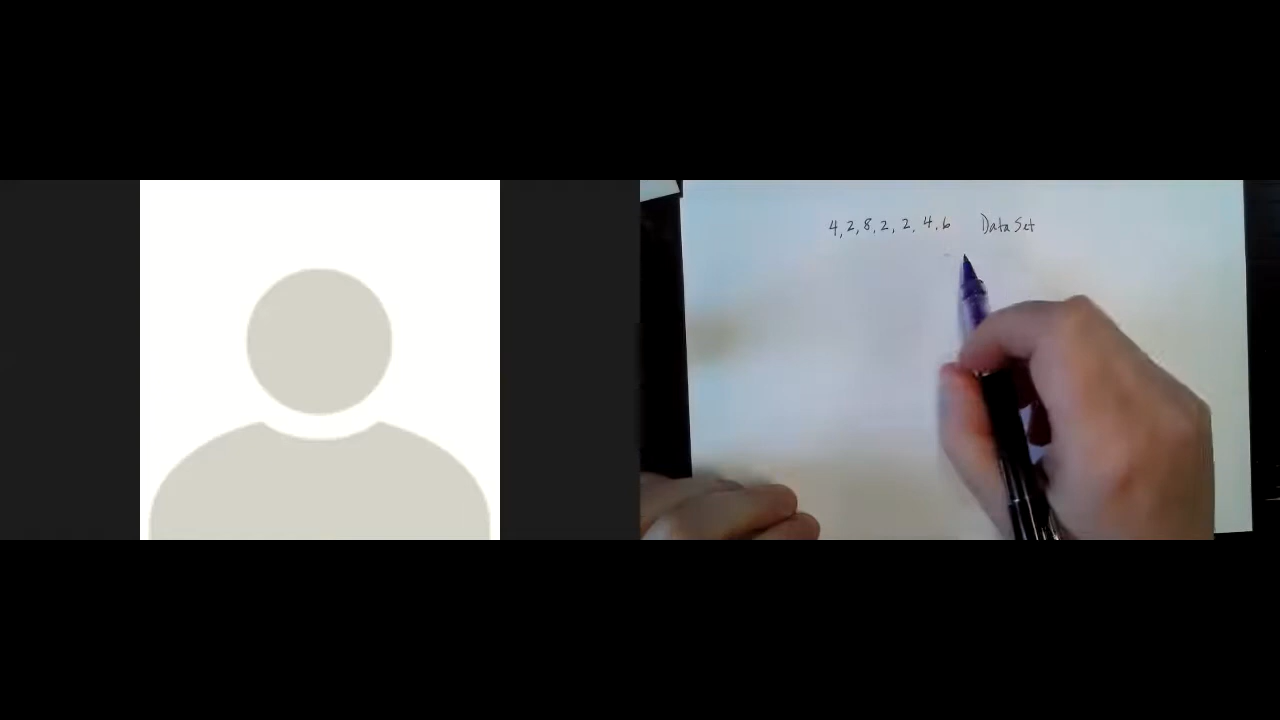 4, 2, 8, 2, 2, 4, 6 Data Set